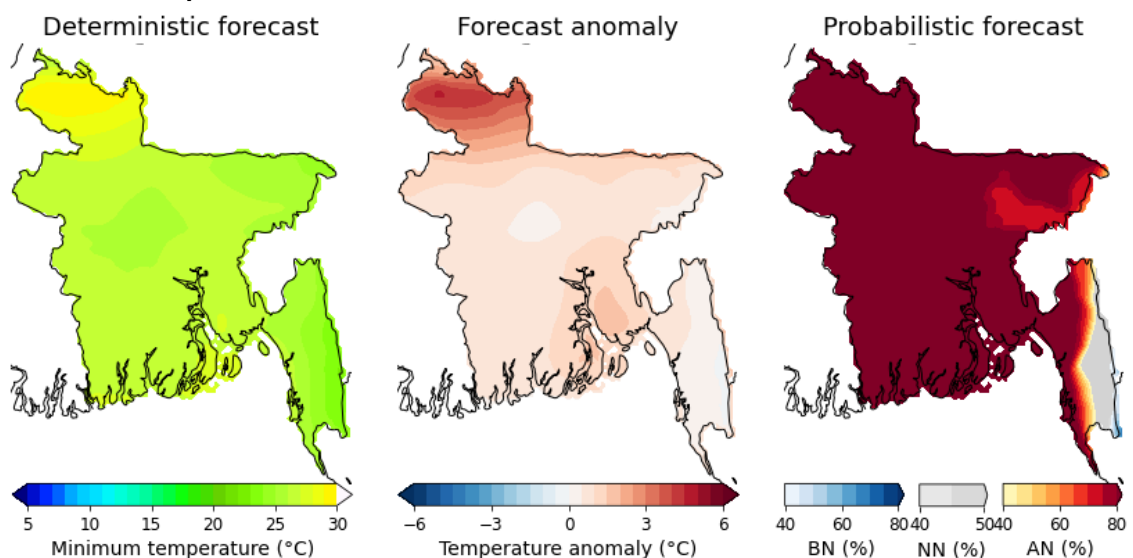 Deterministic forecast
Forecast anomaly
Probabilistic forecast
5 10 15 20 25 30
Minimum temperature (°C)
−6 −3 0 3 6
Temperature anomaly (°C)
40 60 80
BN (%)
40 50
NN (%)
40 60 80
AN (%)